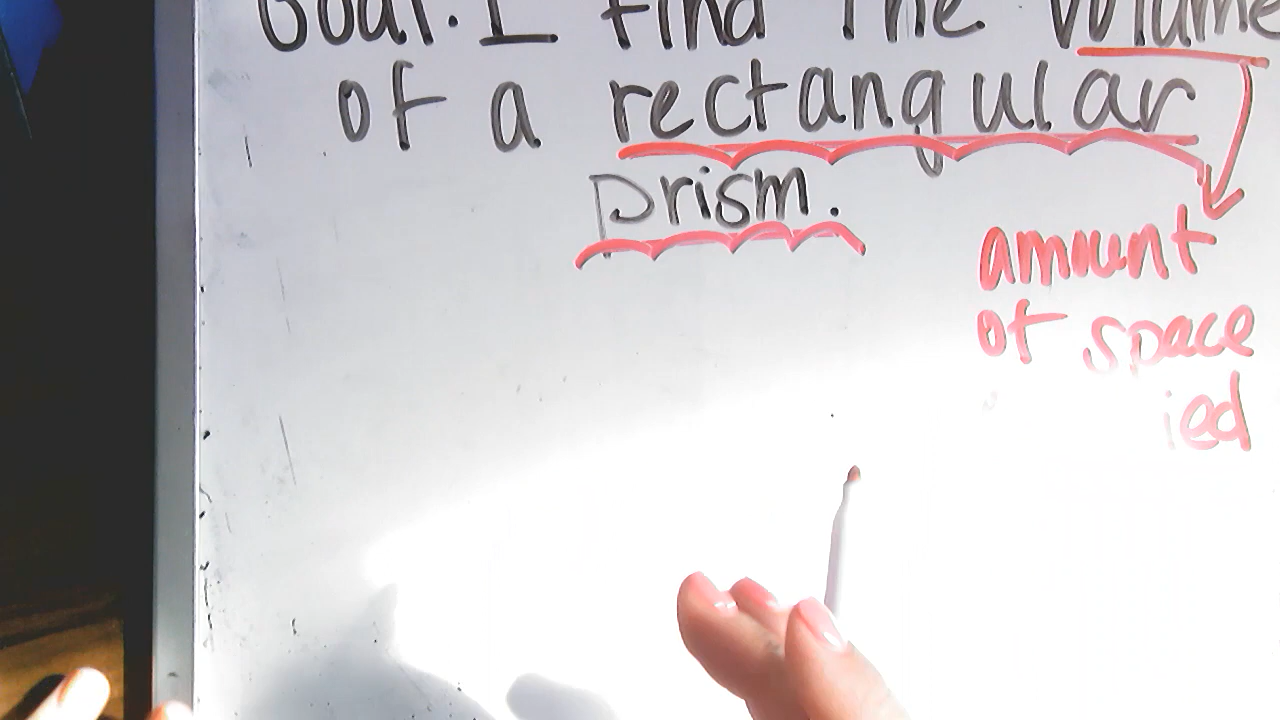 Goal: I find the volume
of a rectangular
prism.
amount
of space
ied